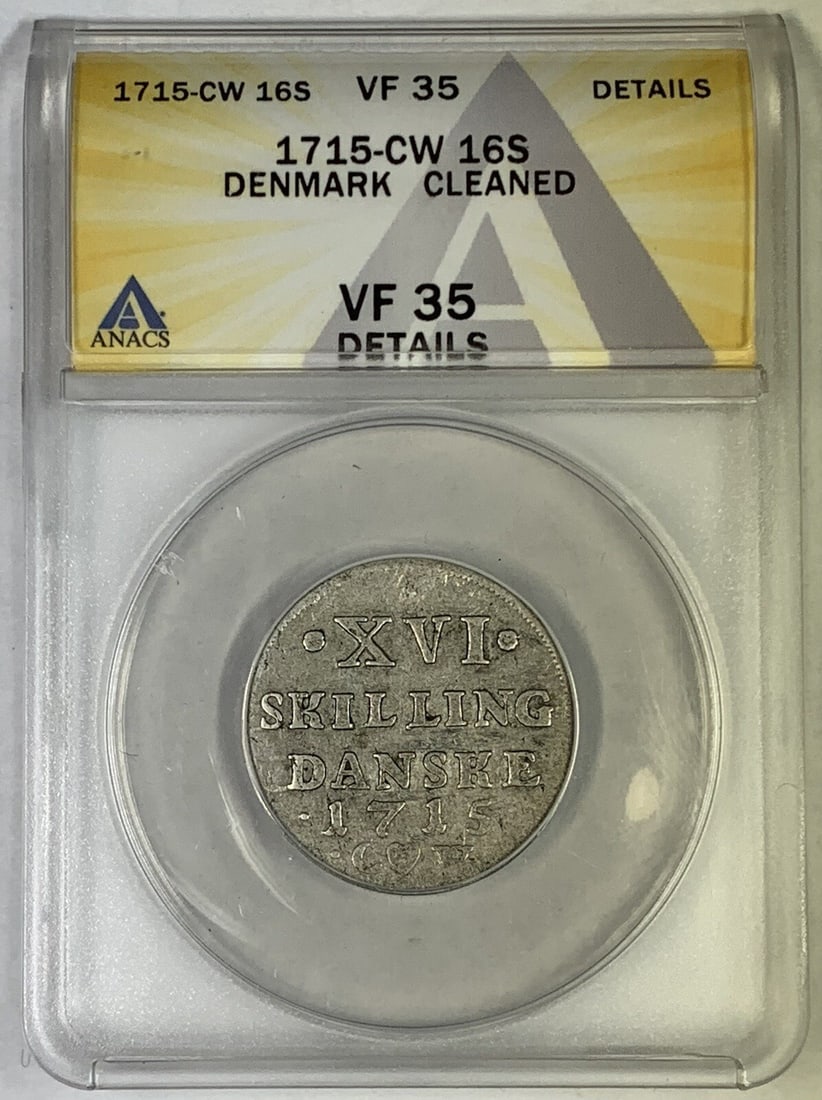 1715-CW 16S VF 35 DETAILS
1715-CW 16S
DENMARK CLEANED
VF 35
DETAILS
ANACS
·XVI·
SKILLING
DANSKE
·1715
·C♥W